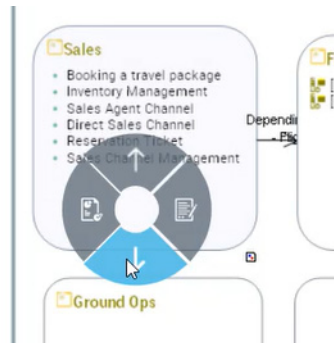 Sales
Booking a travel package
Inventory Management
Sales Agent Channel
Direct Sales Channel
Reservation Ticket
Sales Channel Management
Ground Ops
F